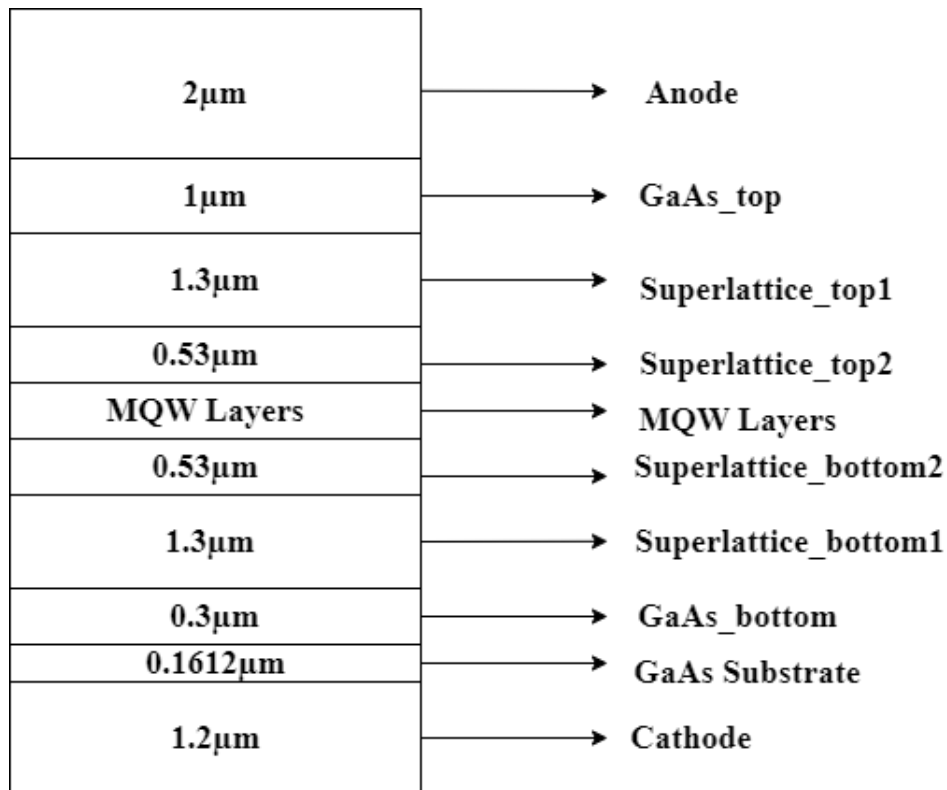 2μm
Anode
1μm
GaAs_top
1.3μm
Superlattice_top1
0.53μm
Superlattice_top2
MQW Layers
MQW Layers
0.53μm
Superlattice_bottom2
1.3μm
Superlattice_bottom1
0.3μm
GaAs_bottom
0.1612μm
GaAs Substrate
1.2μm
Cathode